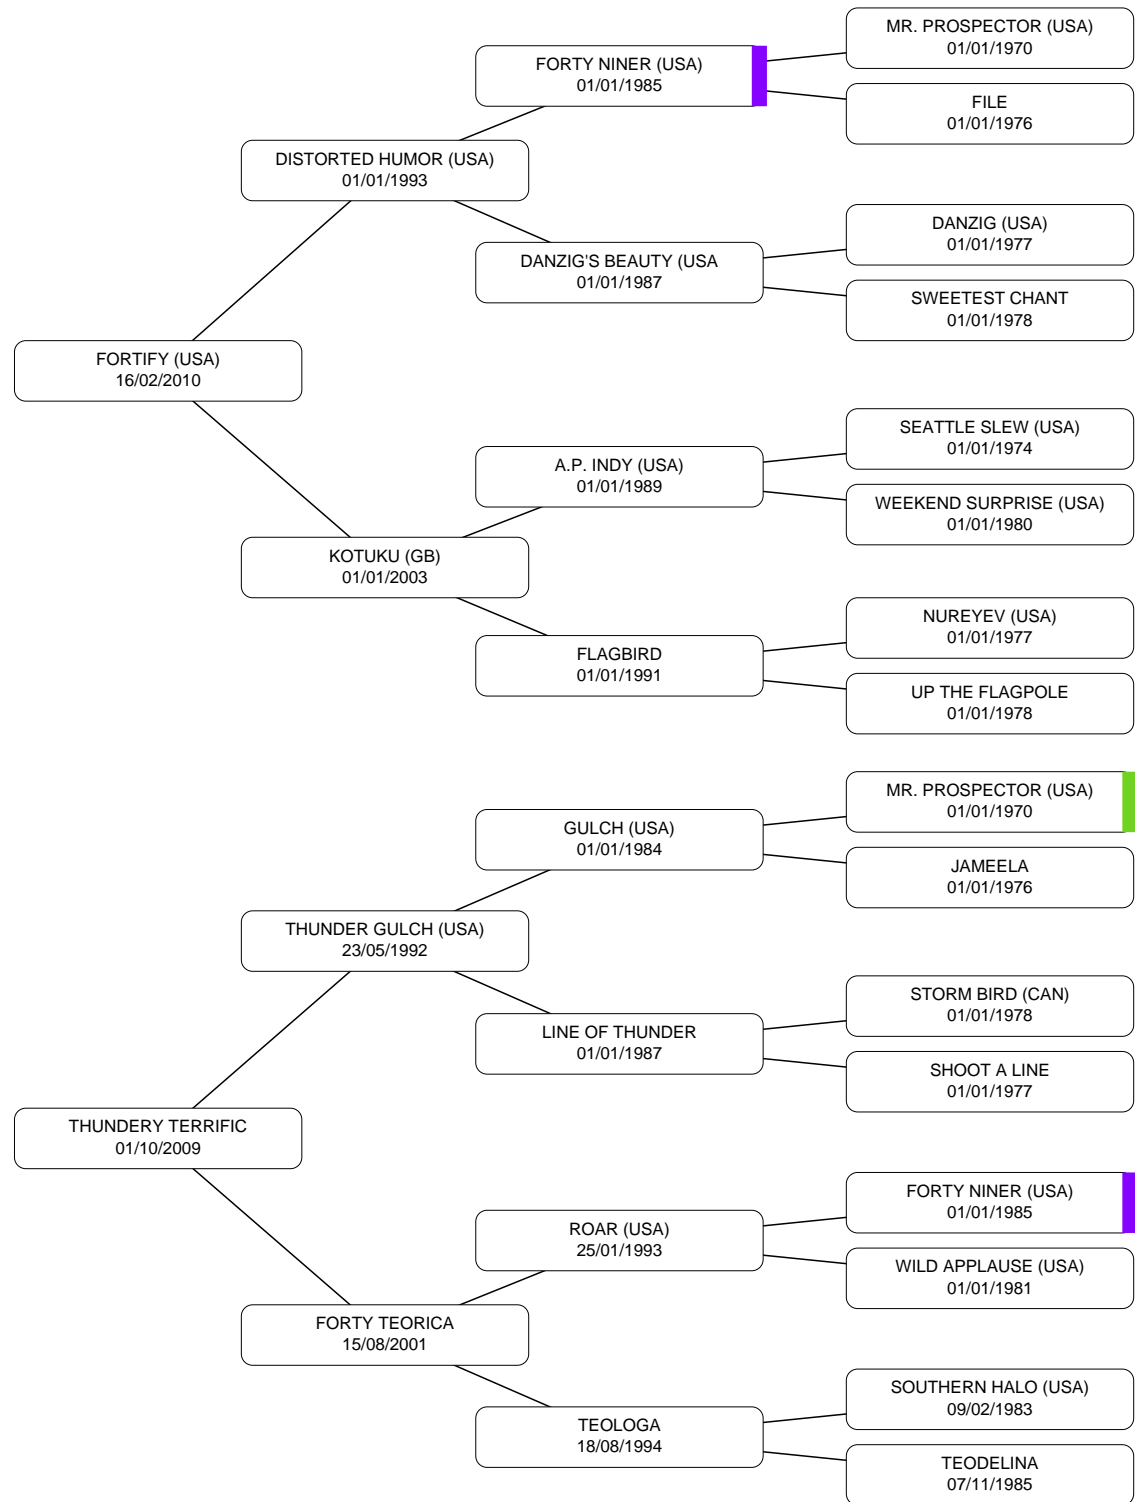 MR. PROSPECTOR (USA)
01/01/1970
FORTY NINER (USA)
01/01/1985
FILE
01/01/1976
DISTORTED HUMOR (USA)
01/01/1993
DANZIG (USA)
01/01/1977
DANZIG'S BEAUTY (USA
01/01/1987
SWEETEST CHANT
01/01/1978
FORTIFY (USA)
16/02/2010
SEATTLE SLEW (USA)
01/01/1974
A.P. INDY (USA)
01/01/1989
WEEKEND SURPRISE (USA)
01/01/1980
KOTUKU (GB)
01/01/2003
NUREYEV (USA)
01/01/1977
FLAGBIRD
01/01/1991
UP THE FLAGPOLE
01/01/1978
MR. PROSPECTOR (USA)
01/01/1970
GULCH (USA)
01/01/1984
JAMEELA
01/01/1976
THUNDER GULCH (USA)
23/05/1992
STORM BIRD (CAN)
01/01/1978
LINE OF THUNDER
01/01/1987
SHOOT A LINE
01/01/1977
THUNDERY TERRIFIC
01/10/2009
FORTY NINER (USA)
01/01/1985
ROAR (USA)
25/01/1993
WILD APPLAUSE (USA)
01/01/1981
FORTY TEORICA
15/08/2001
SOUTHERN HALO (USA)
09/02/1983
TEOLOGA
18/08/1994
TEODELINA
07/11/1985